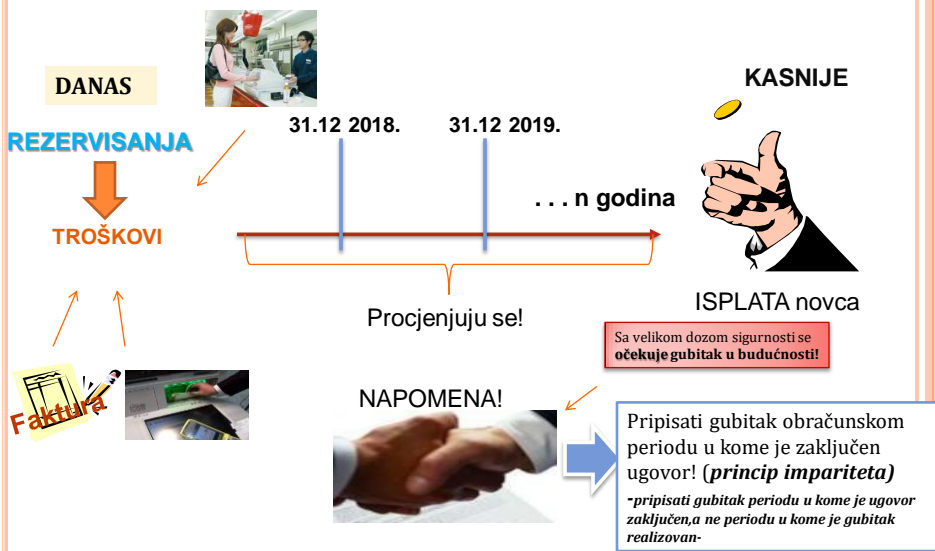 DANAS
REZERVISANJA
TROŠKOVI
Faktura
31.12 2018.
31.12 2019.
. . . n godina
Procjenjuju se!
KASNIJE
ISPLATA novca
Sa velikom dozom sigurnosti se
očekuje gubitak u budućnosti!
NAPOMENA!
Pripisati gubitak obračunskom
periodu u kome je zaključen
ugovor! (princip impariteta)
-pripisati gubitak periodu u kome je ugovor
zaključen,a ne periodu u kome je gubitak
realizovan-